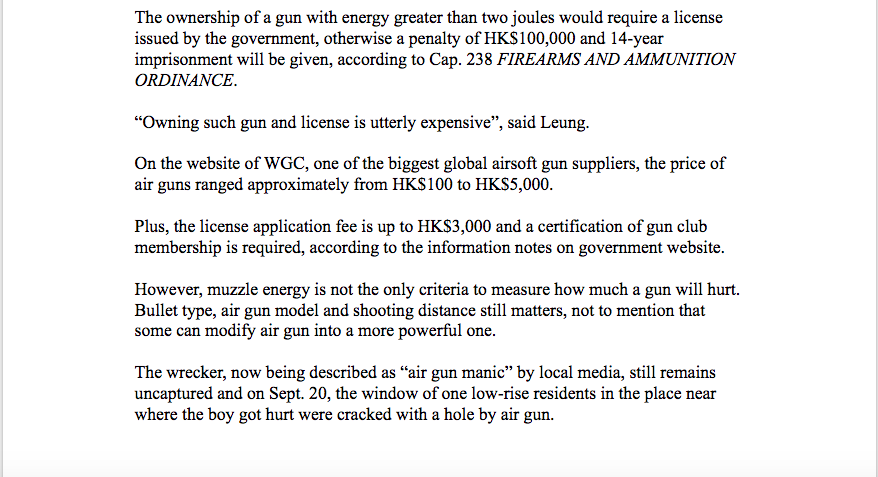 The ownership of a gun with energy greater than two joules would require a license
issued by the government, otherwise a penalty of HK$100,000 and 14-year
imprisonment will be given, according to Cap. 238 FIREARMS AND AMMUNITION
ORDINANCE.
“Owning such gun and license is utterly expensive”, said Leung.
On the website of WGC, one of the biggest global airsoft gun suppliers, the price of
air guns ranged approximately from HK$100 to HK$5,000.
Plus, the license application fee is up to HK$3,000 and a certification of gun club
membership is required, according to the information notes on government website.
However, muzzle energy is not the only criteria to measure how much a gun will hurt.
Bullet type, air gun model and shooting distance still matters, not to mention that
some can modify air gun into a more powerful one.
The wrecker, now being described as “air gun manic” by local media, still remains
uncaptured and on Sept. 20, the window of one low-rise residents in the place near
where the boy got hurt were cracked with a hole by air gun.